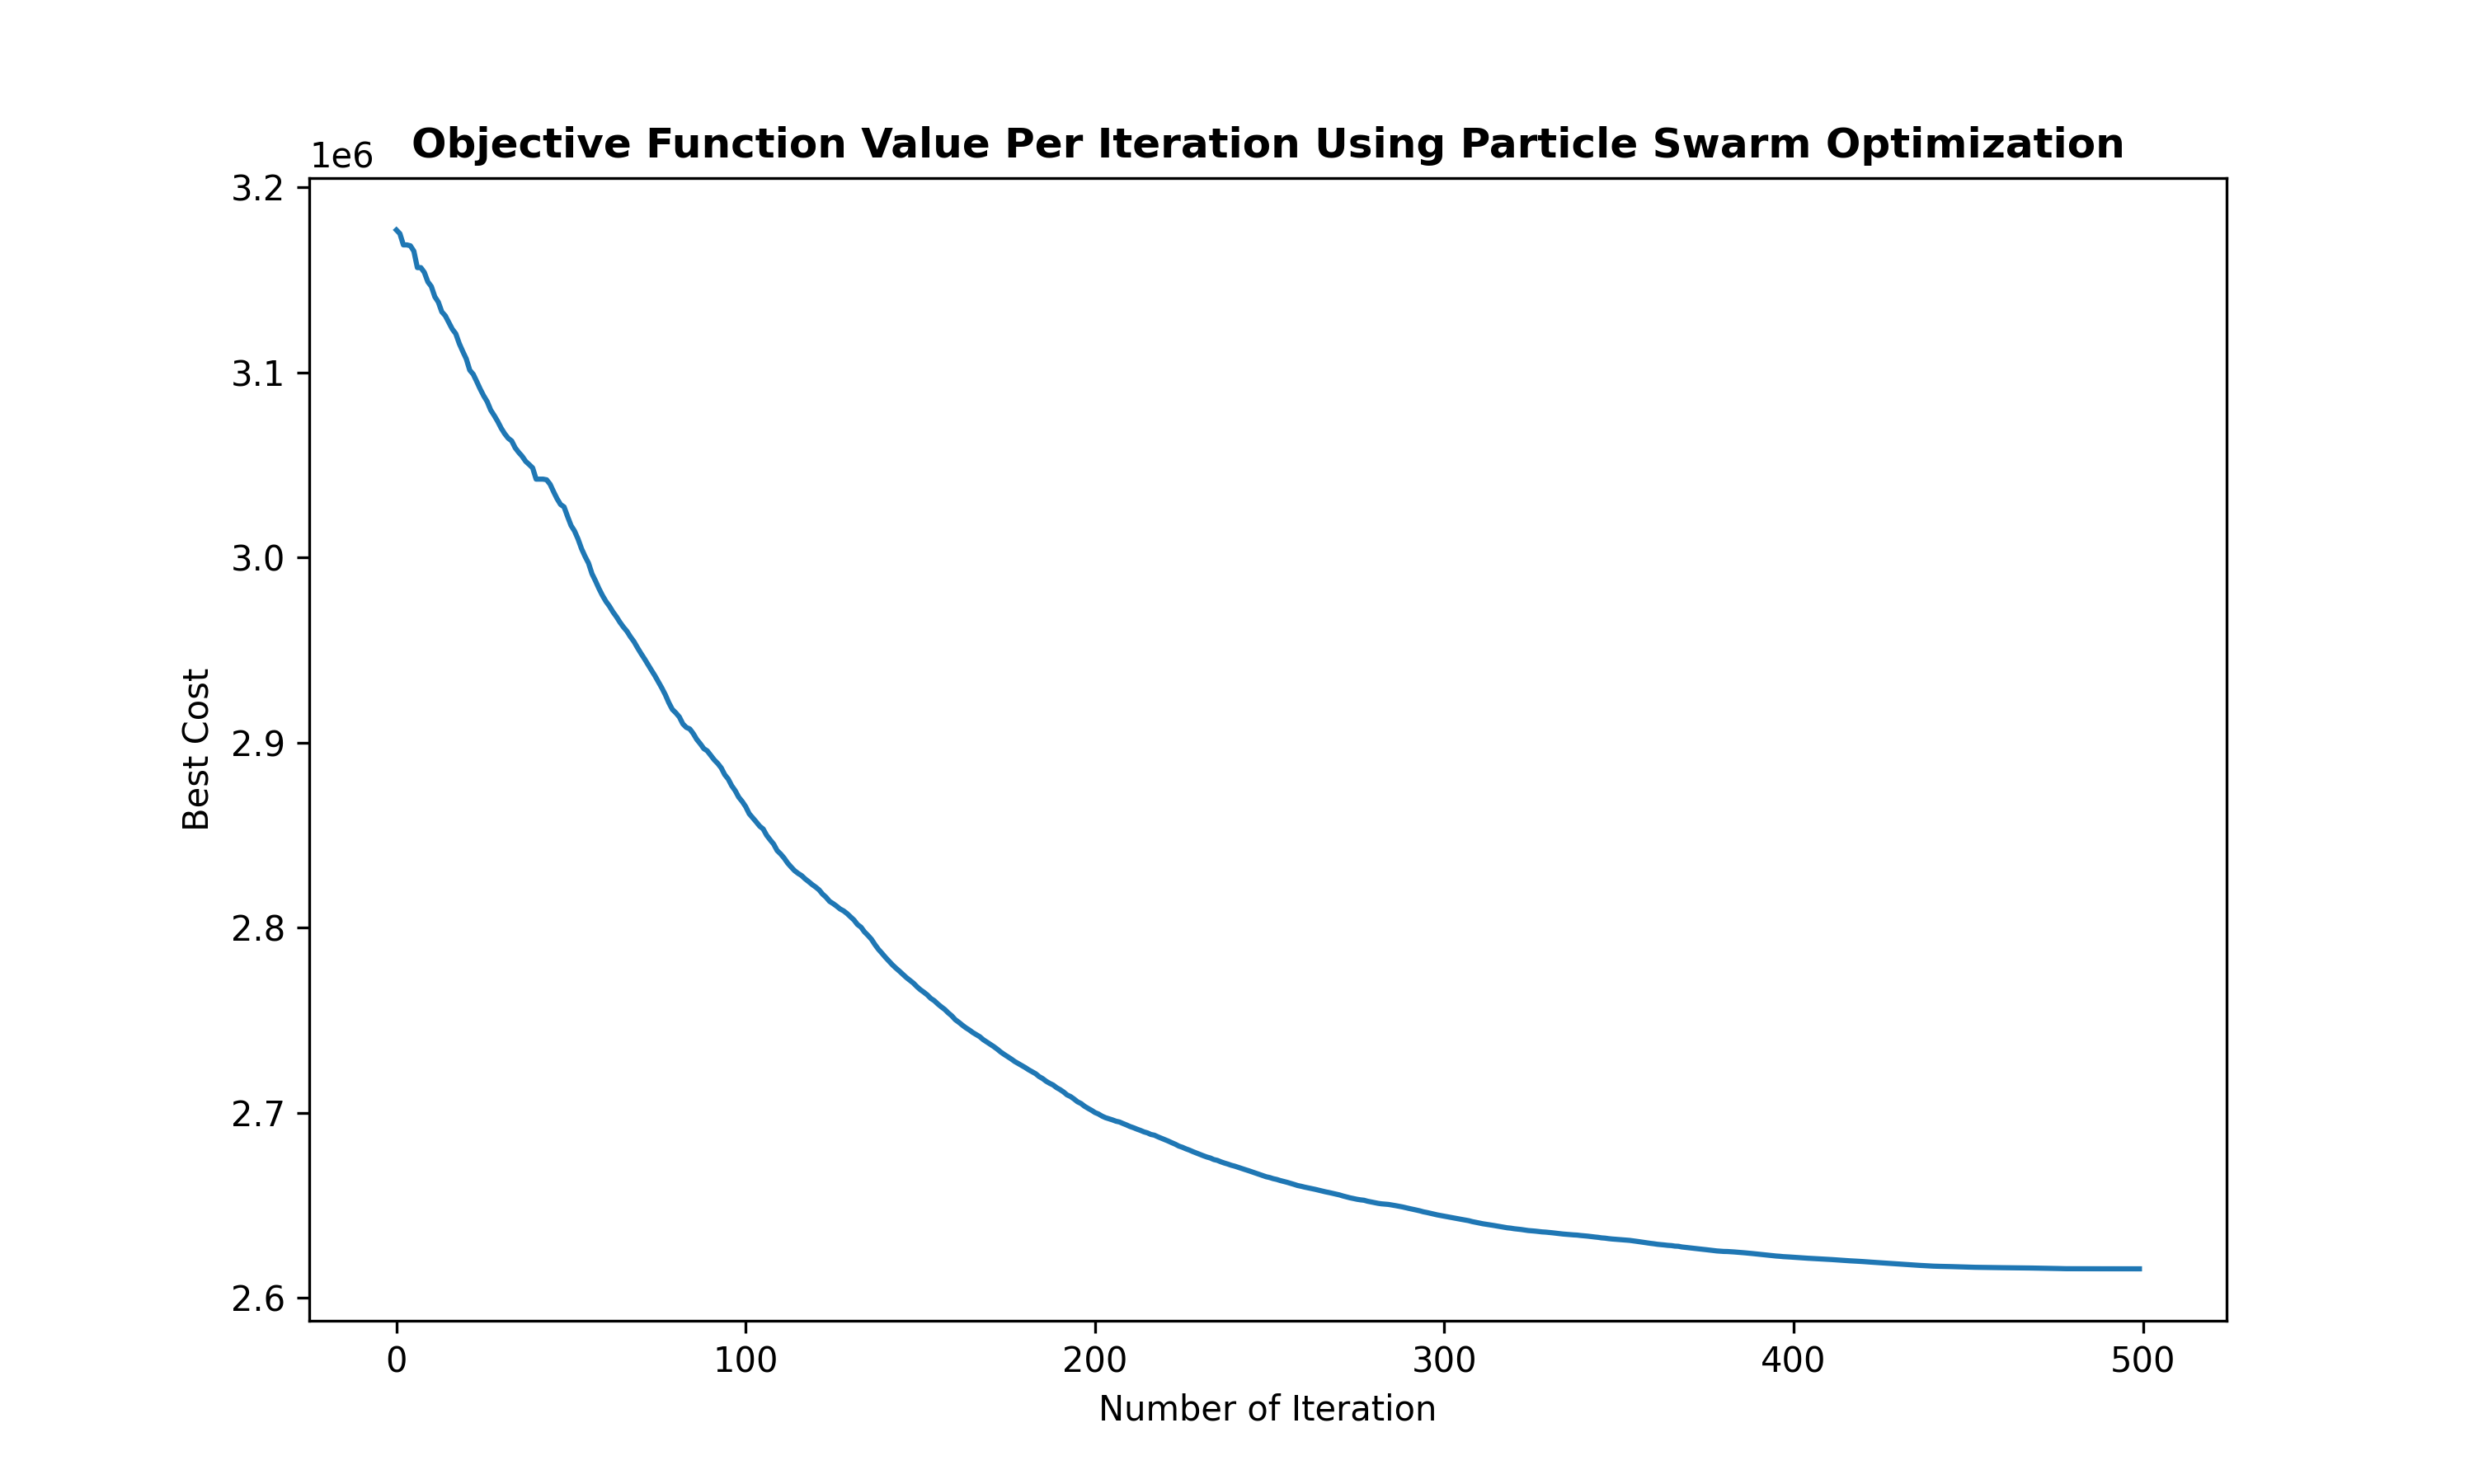 Objective Function Value Per Iteration Using Particle Swarm Optimization
1e6
3.2
3.1
3.0
2.9
2.8
2.7
2.6
Best Cost
0 100 200 300 400 500
Number of Iteration